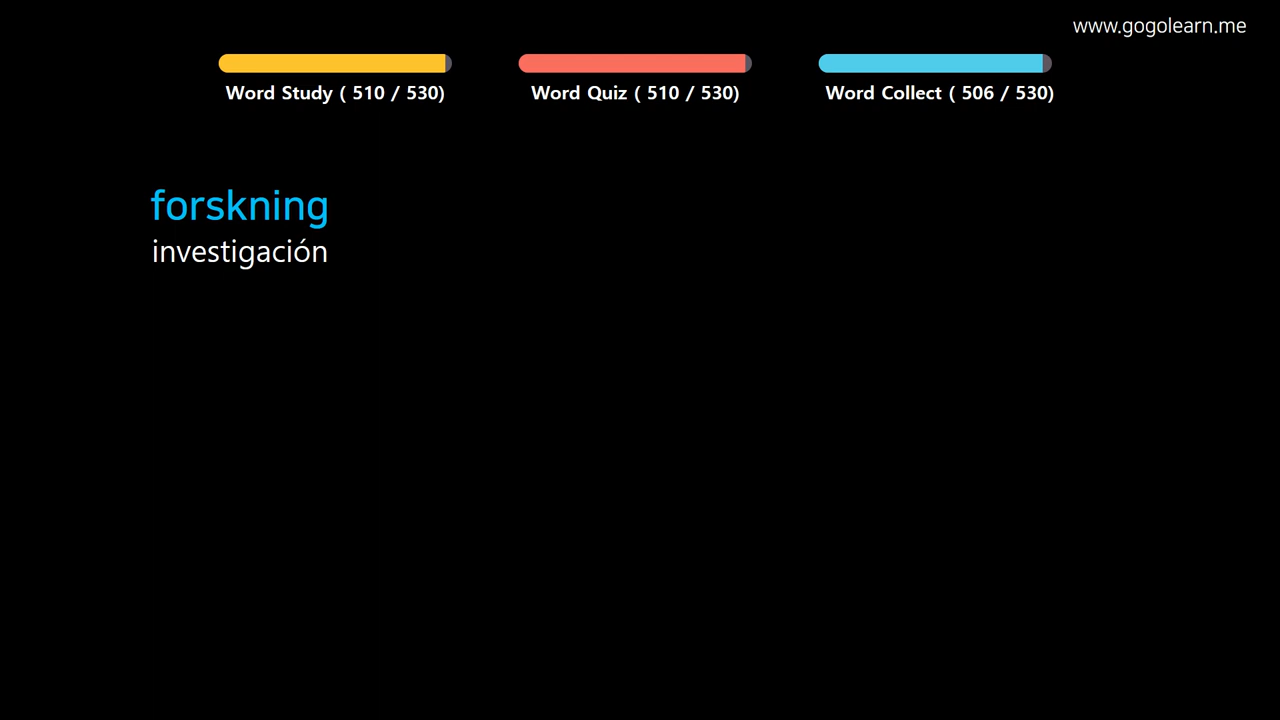 www.gogolearn.me
Word Study ( 510 / 530)
Word Quiz ( 510 / 530)
Word Collect ( 506 / 530)
forskning
investigación